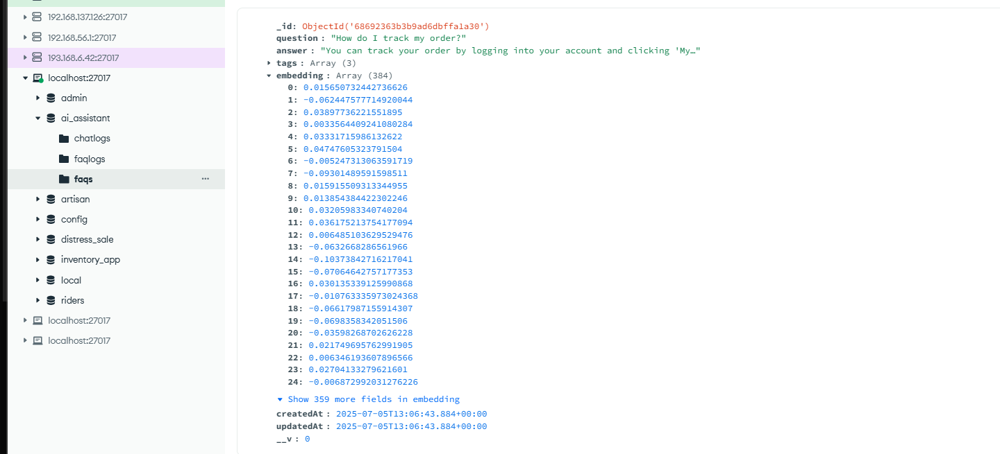 192.168.137.126:27017
192.168.56.1:27017
193.168.6.42:27017
localhost:27017
admin
ai_assistant
chatlogs
faqlogs
faqs
artisan
config
distress_sale
inventory_app
local
riders
localhost:27017
localhost:27017
_id: ObjectId('68692363b3b9ad6dbffa1a30')
question : "How do I track my order?"
answer : "You can track your order by logging into your account and clicking 'My…"
tags : Array (3)
embedding : Array (384)
0: 0.015650732442736626
1: -0.062447577714920044
2: 0.03897736221551895
3: 0.0033564409241080284
4: 0.03331715986132622
5: 0.04747605323791504
6: -0.005247313063591719
7: -0.09301489591598511
8: 0.015915509313344955
9: 0.013854384422302246
10: 0.03205983340740204
11: 0.036175213754177094
12: 0.006485103629529476
13: -0.0632668286561966
14: -0.10373842716217041
15: -0.07064642757177353
16: 0.030135339125990868
17: -0.010763335973024368
18: -0.06617987155914307
19: -0.0698358342051506
20: -0.03598268702626228
21: 0.021749695762991905
22: 0.006346193607896566
23: 0.02704133279621601
24: -0.006872992031276226
Show 359 more fields in embedding
createdAt : 2025-07-05T13:06:43.884+00:00
updatedAt : 2025-07-05T13:06:43.884+00:00
__v : 0